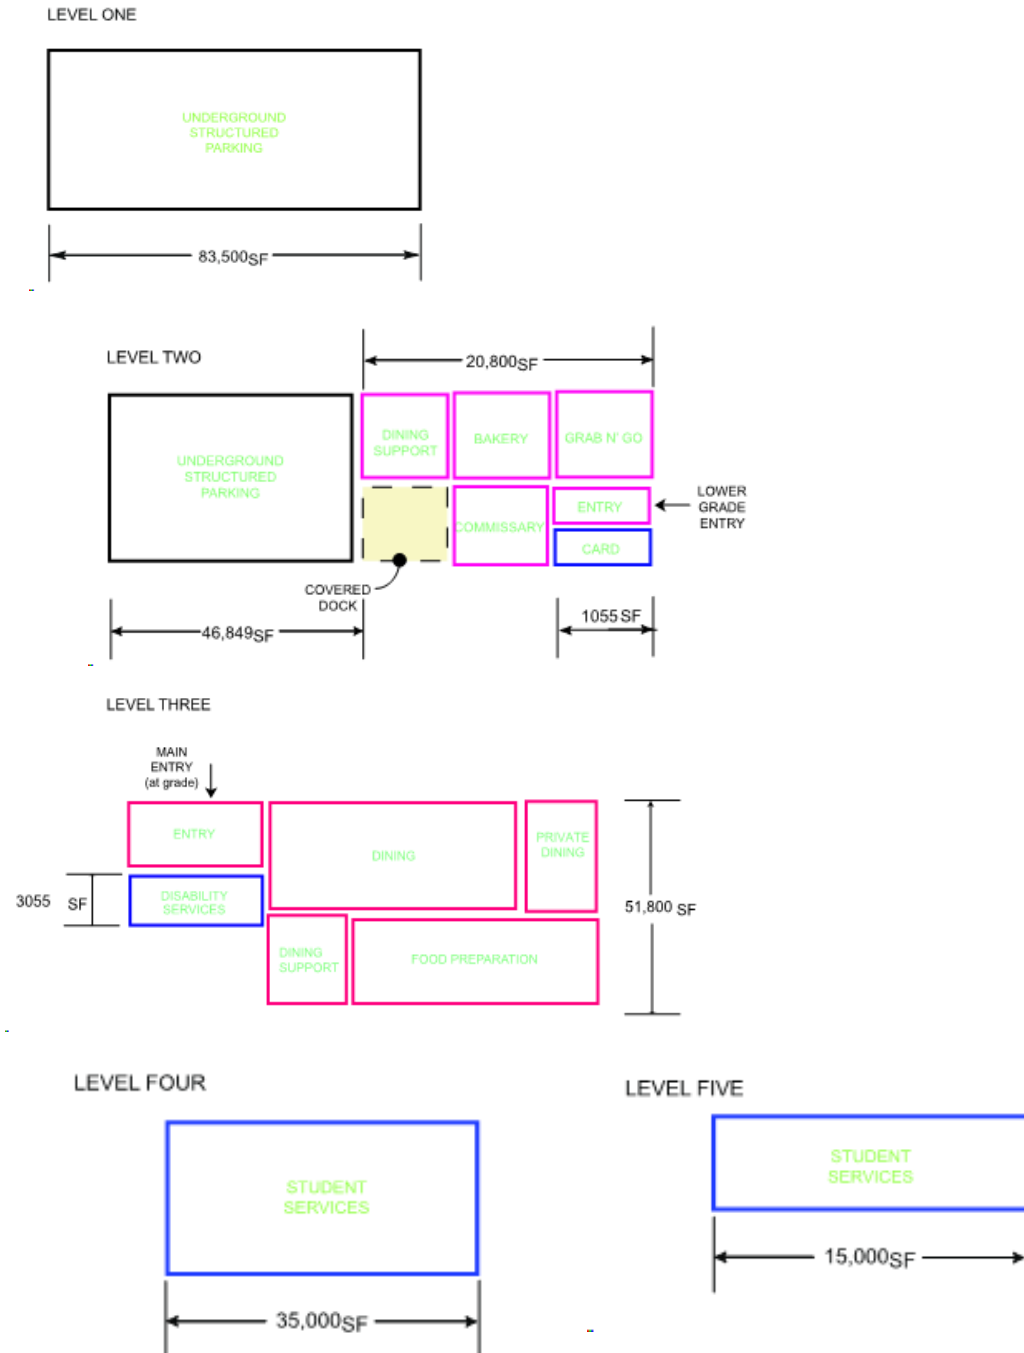 LEVEL ONE
UNDERGROUND
STRUCTURED
PARKING
83,500SF
LEVEL TWO
20,800SF
DINING
SUPPORT
BAKERY
GRAB N' GO
UNDERGROUND
STRUCTURED
PARKING
COMMISSARY
ENTRY
CARD
LOWER
GRADE
ENTRY
COVERED
DOCK
46,849SF
1055 SF
LEVEL THREE
MAIN
ENTRY
(at grade)
ENTRY
DINING
PRIVATE
DINING
3055 SF
DISABILITY
SERVICES
51,800 SF
DINING
SUPPORT
FOOD PREPARATION
LEVEL FOUR
STUDENT
SERVICES
35,000SF
LEVEL FIVE
STUDENT
SERVICES
15,000SF